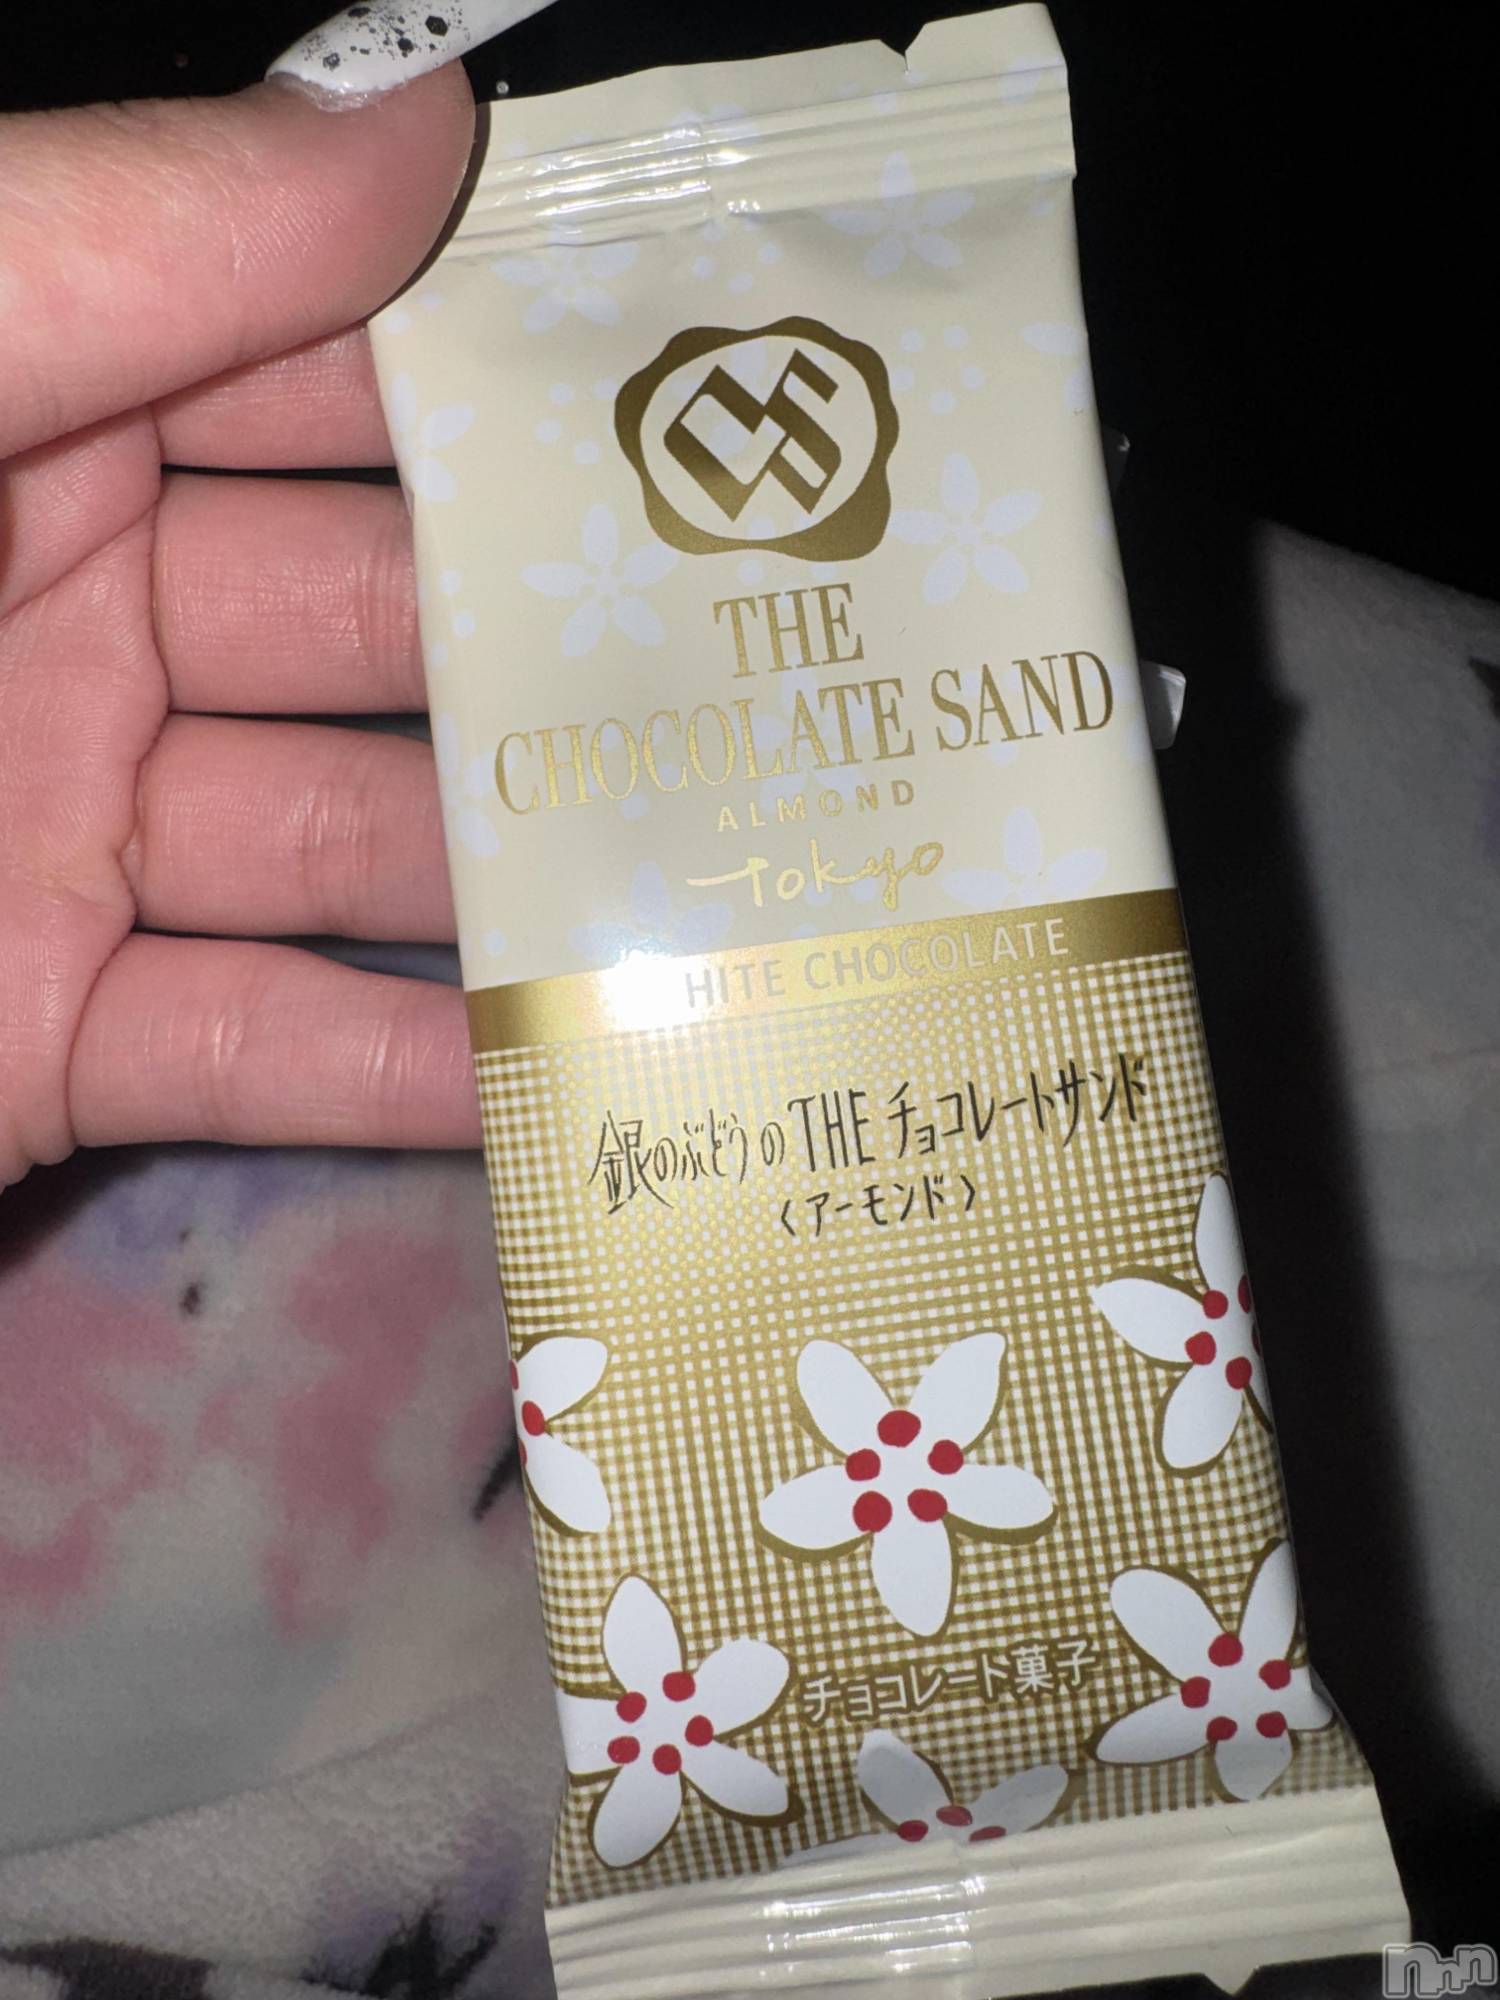 CS
THE
CHOCOLATE SAND
ALMOND
Tokyo
HITE CHOCOLATE
銀のぶどうのTHEチョコレートサンド
〈アーモンド〉
チョコレート菓子
nnn